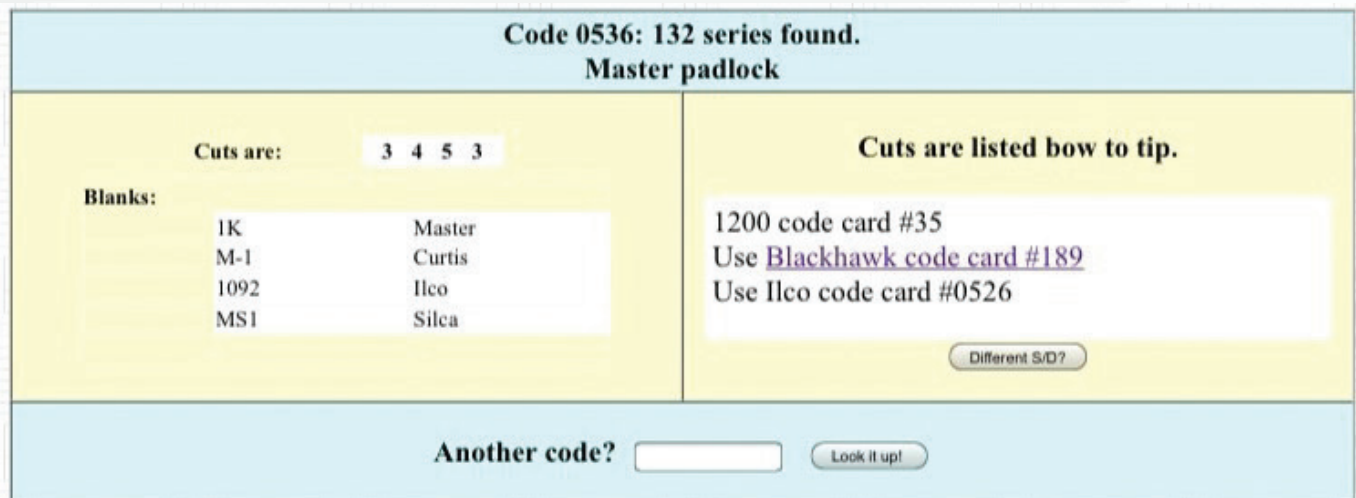 Code 0536: 132 series found.
Master padlock
Cuts are: 3 4 5 3
Blanks:
1K Master
M-1 Curtis
1092 Ilco
MS1 Silca
Cuts are listed bow to tip.
1200 code card #35
Use Blackhawk code card #189
Use Ilco code card #0526
Different S/D?
Another code? Look it up!